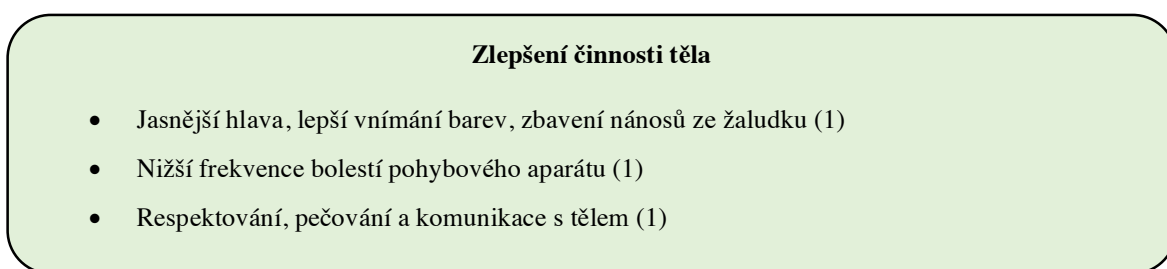 Zlepšení činnosti těla
• Jasnější hlava, lepší vnímání barev, zbavení nánosů ze žaludku (1)
• Nižší frekvence bolestí pohybového aparátu (1)
• Respektování, pečování a komunikace s tělem (1)